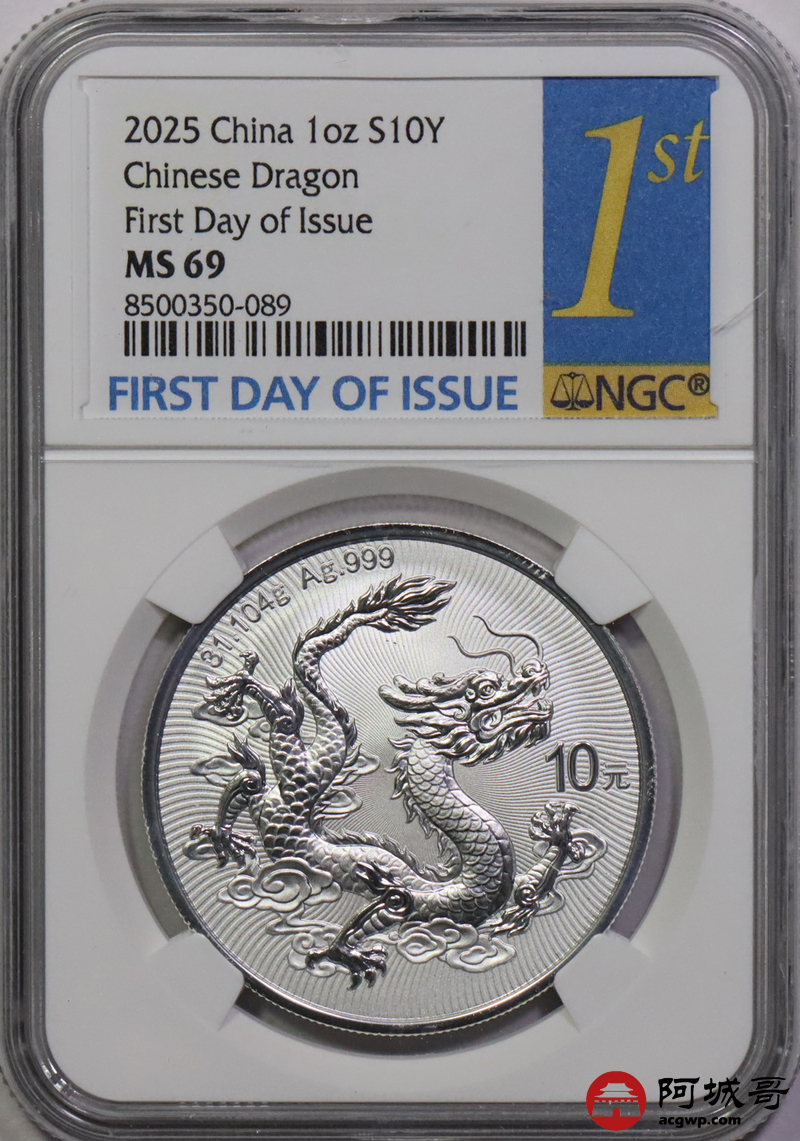 2025 China 1oz S10Y
Chinese Dragon
First Day of Issue
MS 69
8500350-089
FIRST DAY OF ISSUE
1st
NGC®
31.104g Ag.999
10元
阿城哥
acgwp.com